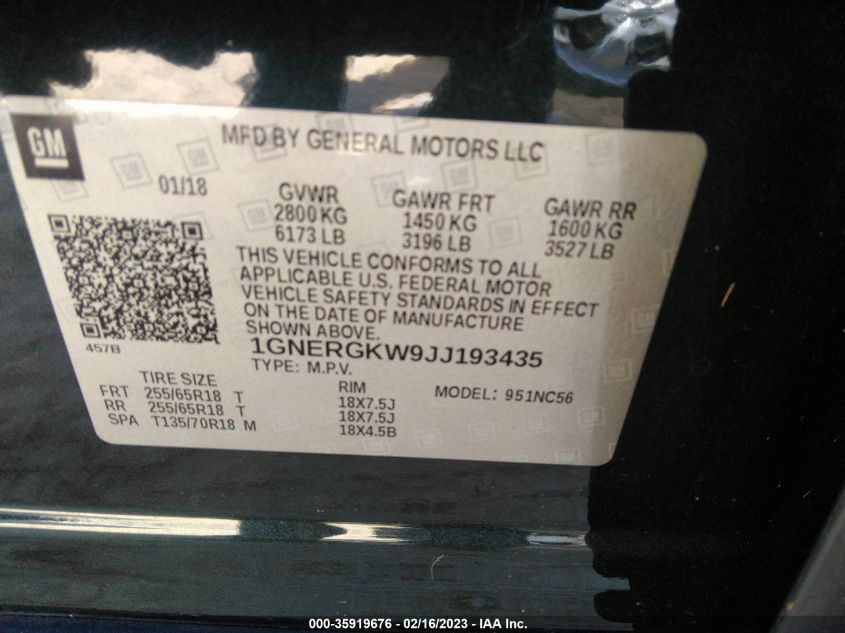 GM
MFD BY GENERAL MOTORS LLC
01/18
GVWR
2800 KG
6173 LB
GAWR FRT
1450 KG
3196 LB
GAWR RR
1600 KG
3527 LB
THIS VEHICLE CONFORMS TO ALL
APPLICABLE U.S. FEDERAL MOTOR
VEHICLE SAFETY STANDARDS IN EFFECT
ON THE DATE OF MANUFACTURE
SHOWN ABOVE.
457B
1GNERGKW9JJ193435
TYPE: M.P.V.
MODEL: 951NC56
TIRE SIZE RIM
FRT 255/65R18 T 18X7.5J
RR 255/65R18 T 18X7.5J
SPA T135/70R18 M 18X4.5B
000-35919676 - 02/16/2023 - IAA Inc.